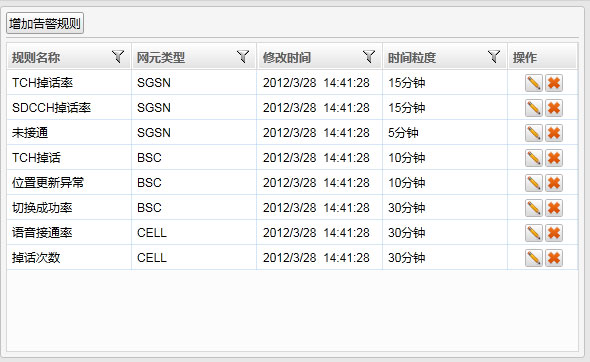 增加告警规则
规则名称 网元类型 修改时间 时间粒度 操作
TCH掉话率 SGSN 2012/3/28 14:41:28 15分钟
SDCCH掉话率 SGSN 2012/3/28 14:41:28 15分钟
未接通 SGSN 2012/3/28 14:41:28 5分钟
TCH掉话 BSC 2012/3/28 14:41:28 10分钟
位置更新异常 BSC 2012/3/28 14:41:28 10分钟
切换成功率 BSC 2012/3/28 14:41:28 30分钟
语音接通率 CELL 2012/3/28 14:41:28 30分钟
掉话次数 CELL 2012/3/28 14:41:28 30分钟